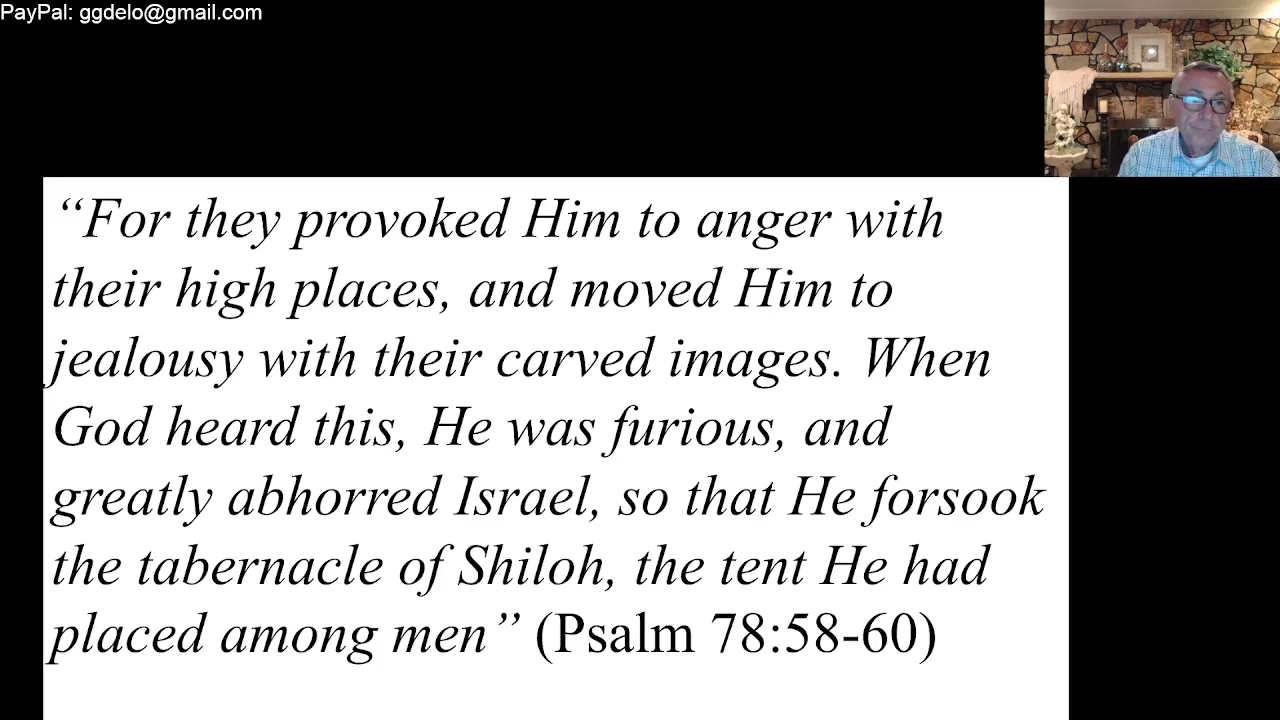 PayPal: ggdelo@gmail.com
“For they provoked Him to anger with
their high places, and moved Him to
jealousy with their carved images. When
God heard this, He was furious, and
greatly abhorred Israel, so that He forsook
the tabernacle of Shiloh, the tent He had
placed among men” (Psalm 78:58-60)